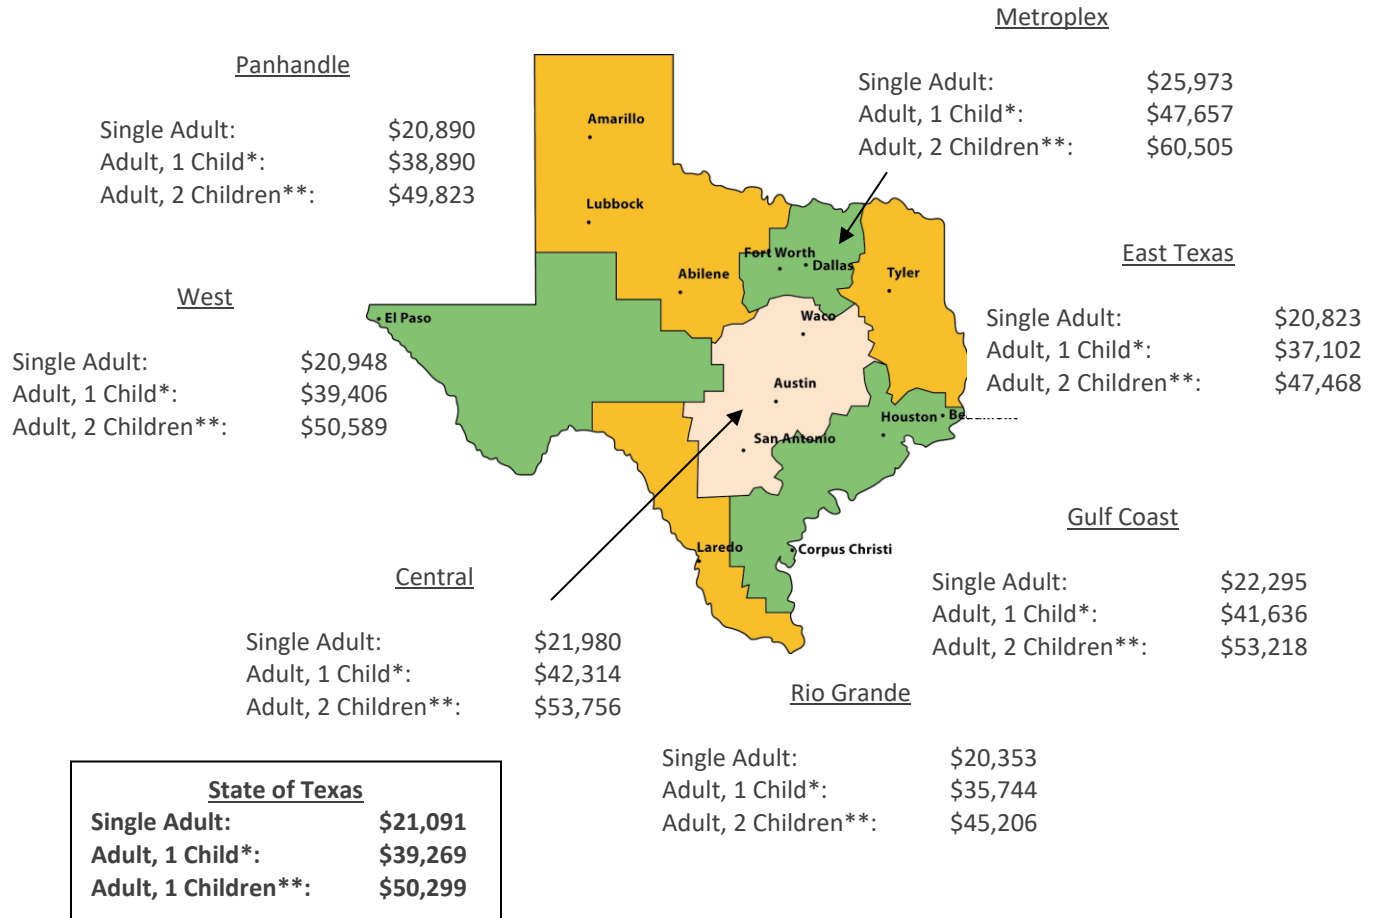 Metroplex
Single Adult: $25,973
Adult, 1 Child*: $47,657
Adult, 2 Children**: $60,505
Panhandle
Single Adult: $20,890
Adult, 1 Child*: $38,890
Adult, 2 Children**: $49,823
Amarillo
Lubbock
Abilene
Fort Worth
Dallas
Tyler
El Paso
Waco
Austin
San Antonio
Houston
Laredo
Corpus Christi
East Texas
Single Adult: $20,823
Adult, 1 Child*: $37,102
Adult, 2 Children**: $47,468
West
Single Adult: $20,948
Adult, 1 Child*: $39,406
Adult, 2 Children**: $50,589
Gulf Coast
Single Adult: $22,295
Adult, 1 Child*: $41,636
Adult, 2 Children**: $53,218
Central
Single Adult: $21,980
Adult, 1 Child*: $42,314
Adult, 2 Children**: $53,756
Rio Grande
Single Adult: $20,353
Adult, 1 Child*: $35,744
Adult, 2 Children**: $45,206
State of Texas
Single Adult: $21,091
Adult, 1 Child*: $39,269
Adult, 1 Children**: $50,299